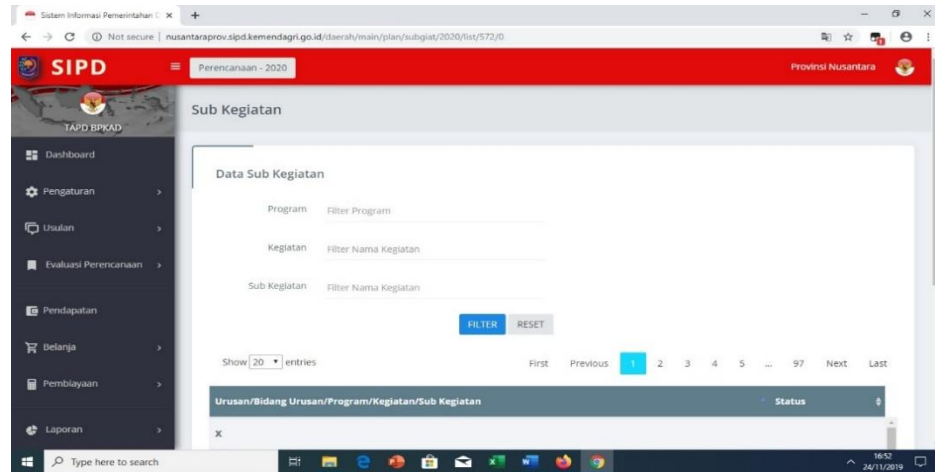 Sistem Informasi Pemerintahan D
Not secure | nusantaraprov.sipd.kemendagri.go.id/daerah/main/plan/subgiat/2020/list/572/0
SIPD
Perencanaan - 2020
Provinsi Nusantara
TAPD BPKAD
Sub Kegiatan
Dashboard
Pengaturan
Usulan
Evaluasi Perencanaan
Pendapatan
Belanja
Pembiayaan
Laporan
Data Sub Kegiatan
Program Filter Program
Kegiatan Filter Nama Kegiatan
Sub Kegiatan Filter Nama Kegiatan
FILTER RESET
Show 20 entries
First Previous 1 2 3 4 5 ... 97 Next Last
Urusan/Bidang Urusan/Program/Kegiatan/Sub Kegiatan Status
X
Type here to search
16:52
24/11/2019